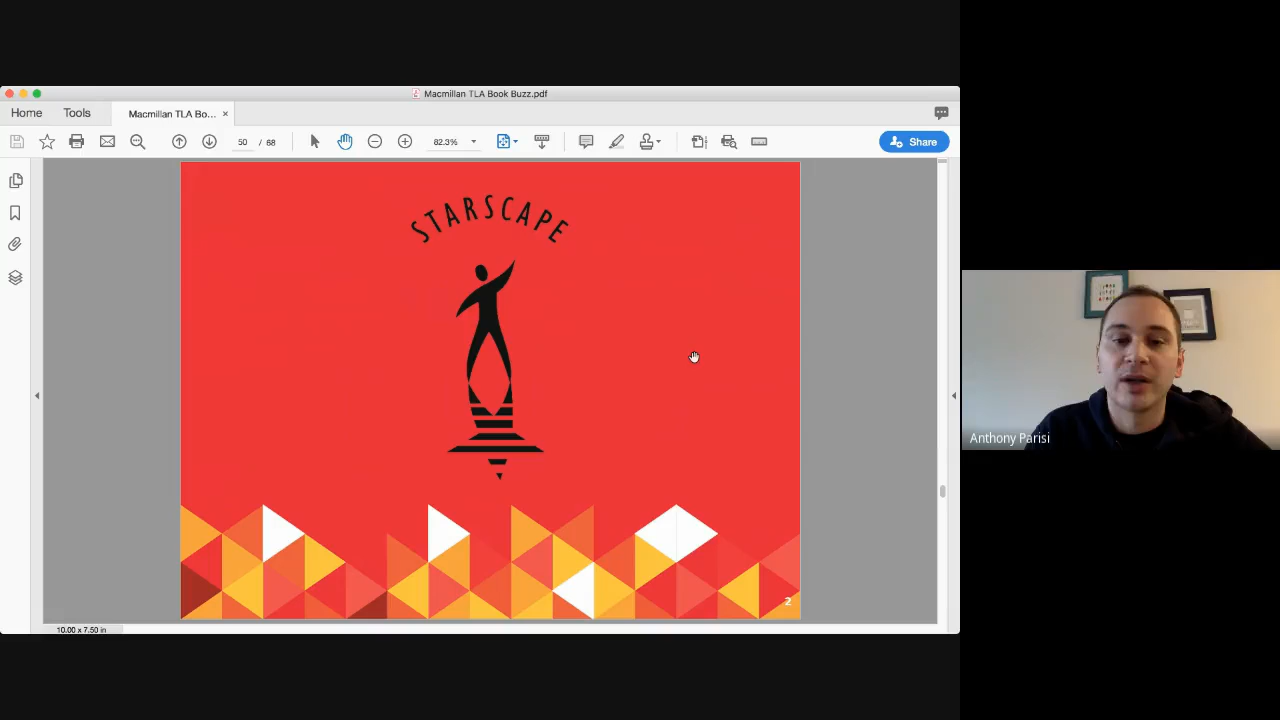 Macmillan TLA Book Buzz.pdf
Home
Tools
Macmillan TLA Bo... ×
50 / 68
82.3%
Share
STARSCAPE
2
10.00 x 7.50 in
Anthony Parisi